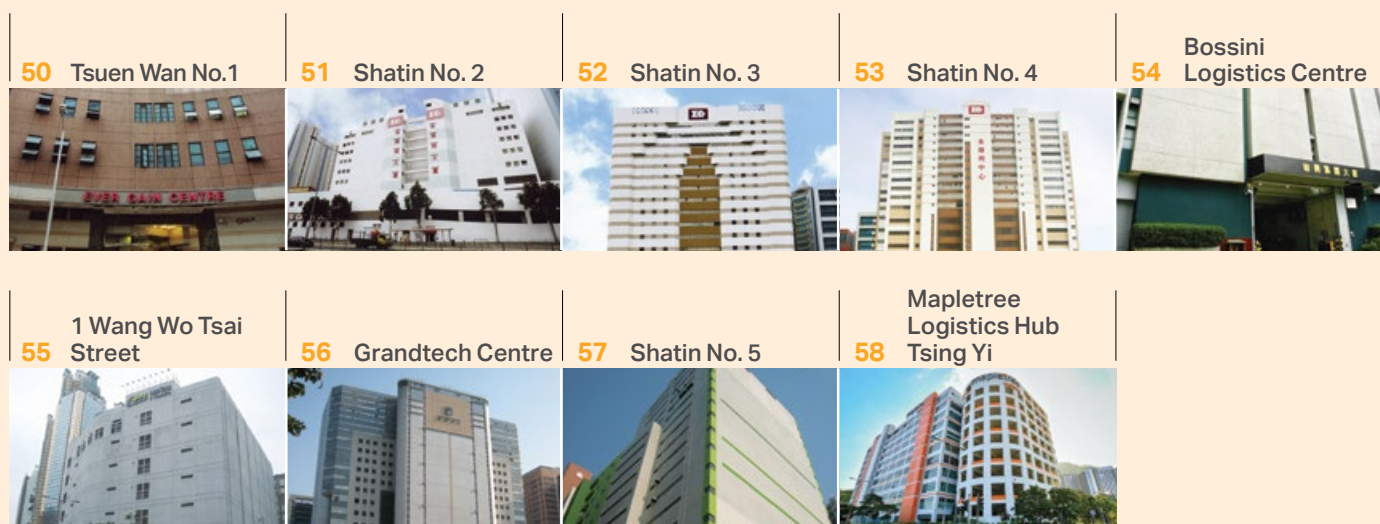 50 Tsuen Wan No.1
51 Shatin No. 2
52 Shatin No. 3
53 Shatin No. 4
54 Bossini
Logistics Centre
EVER GAIN CENTRE
55 1 Wang Wo Tsai
Street
56 Grandtech Centre
57 Shatin No. 5
58 Mapletree
Logistics Hub
Tsing Yi
mapletree